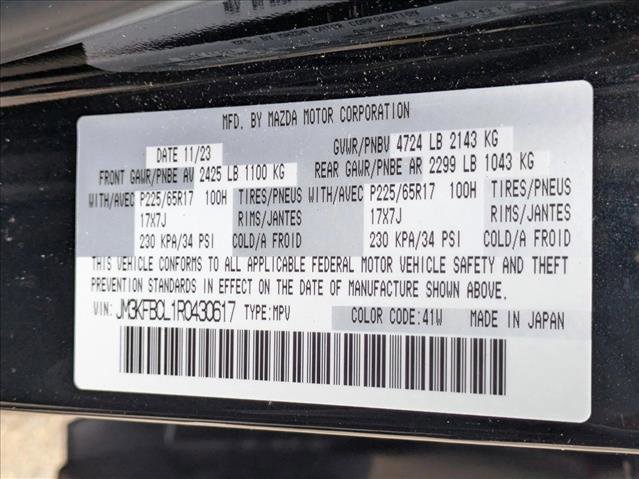 MFD. BY MAZDA MOTOR CORPORATION
DATE 11/23 GVWR/PNBV 4724 LB 2143 KG
FRONT GAWR/PNBE AV 2425 LB 1100 KG REAR GAWR/PNBE AR 2299 LB 1043 KG
WITH/AVEC P225/65R17 100H TIRES/PNEUS WITH/AVEC P225/65R17 100H TIRES/PNEUS
17X7J RIMS/JANTES 17X7J RIMS/JANTES
230 KPA/34 PSI COLD/A FROID 230 KPA/34 PSI COLD/A FROID
THIS VEHICLE CONFORMS TO ALL APPLICABLE FEDERAL MOTOR VEHICLE SAFETY AND THEFT
PREVENTION STANDARDS IN EFFECT ON THE DATE OF MANUFACTURE SHOWN ABOVE.
VIN: JM3KFBCL1R0430617 TYPE:MPV COLOR CODE:41W MADE IN JAPAN